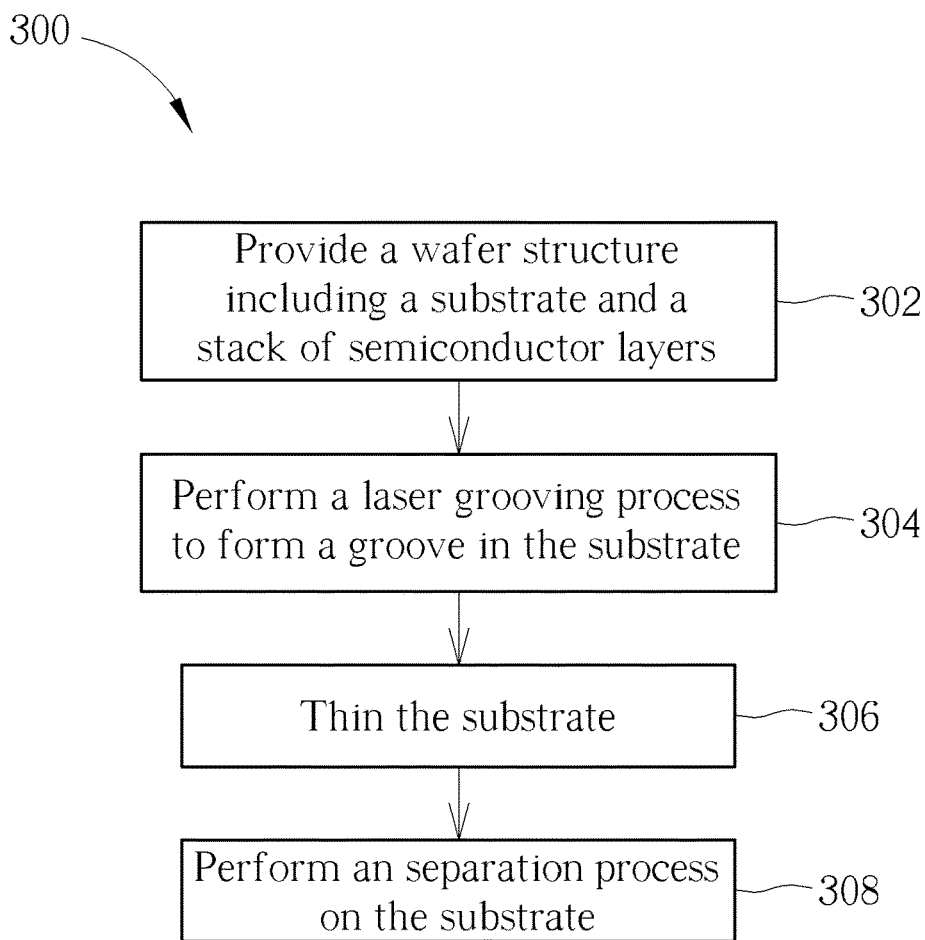 300
Provide a wafer structure
including a substrate and a
stack of semiconductor layers
302
Perform a laser grooving process
to form a groove in the substrate
304
Thin the substrate
306
Perform an separation process
on the substrate
308